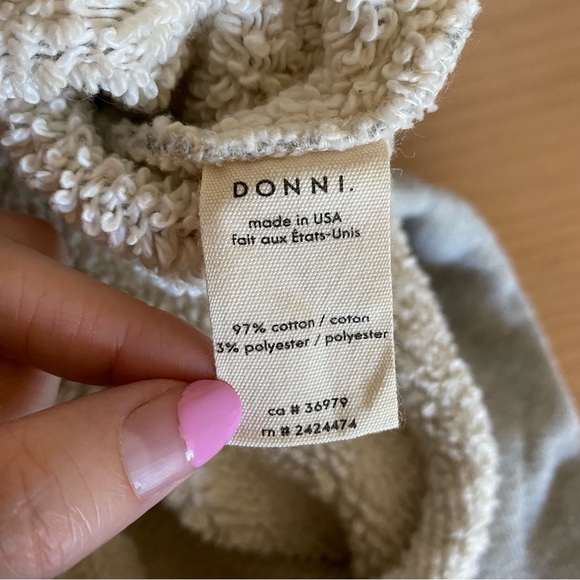 DONNI.
made in USA
fait aux États-Unis
97% cotton / coton
3% polyester / polyester
ca # 36979
rn # 2424474